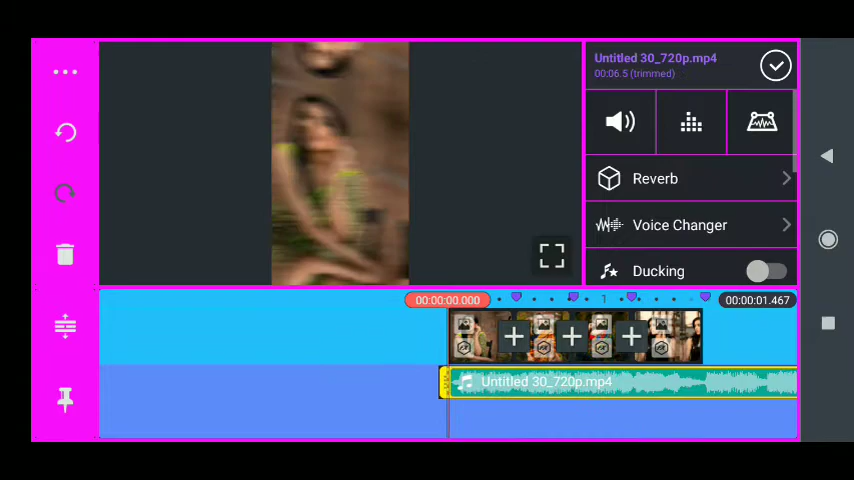 Untitled 30_720p.mp4
00:06.5 (trimmed)
Reverb
Voice Changer
Ducking
00:00:00.000
00:00:01.467
Untitled 30_720p.mp4